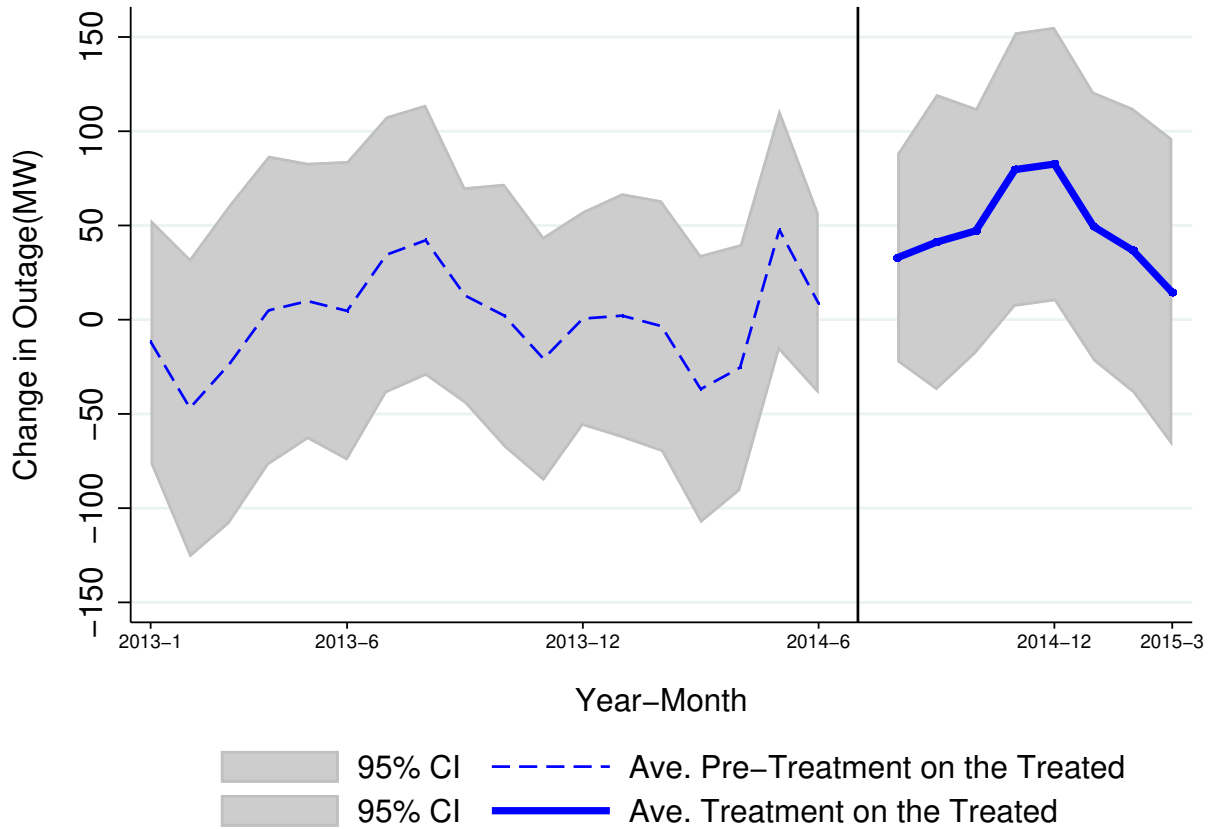 Change in Outage(MW)
150
100
50
0
−50
−100
−150
2013−1
2013−6
2013−12
2014−6
2014−12
2015−3
Year−Month
95% CI
Ave. Pre−Treatment on the Treated
95% CI
Ave. Treatment on the Treated